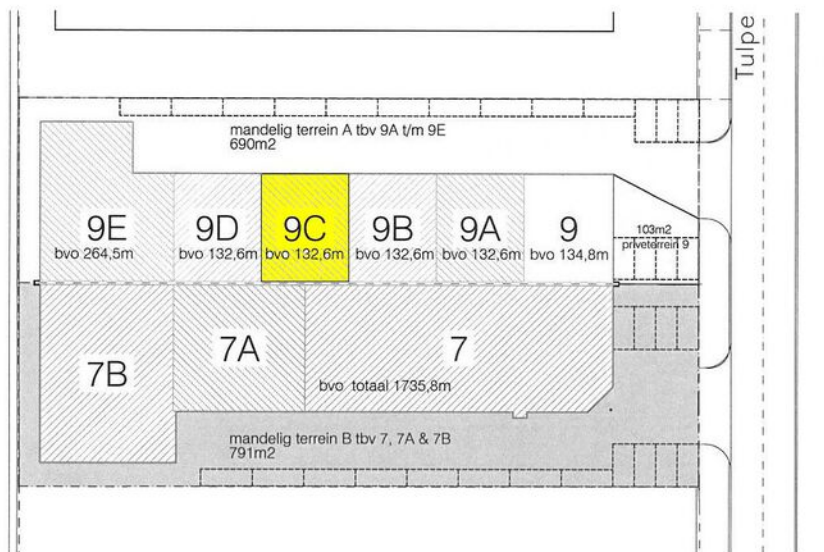 Tulpe
mandelig terrein A tbv 9A t/m 9E
690m2
9E
bvo 264,5m
9D
bvo 132,6m
9C
bvo 132,6m
9B
bvo 132,6m
9A
bvo 132,6m
9
bvo 134,8m
103m2
priveterrein 9
7B
7A
7
bvo totaal 1735,8m
mandelig terrein B tbv 7, 7A & 7B
791m2